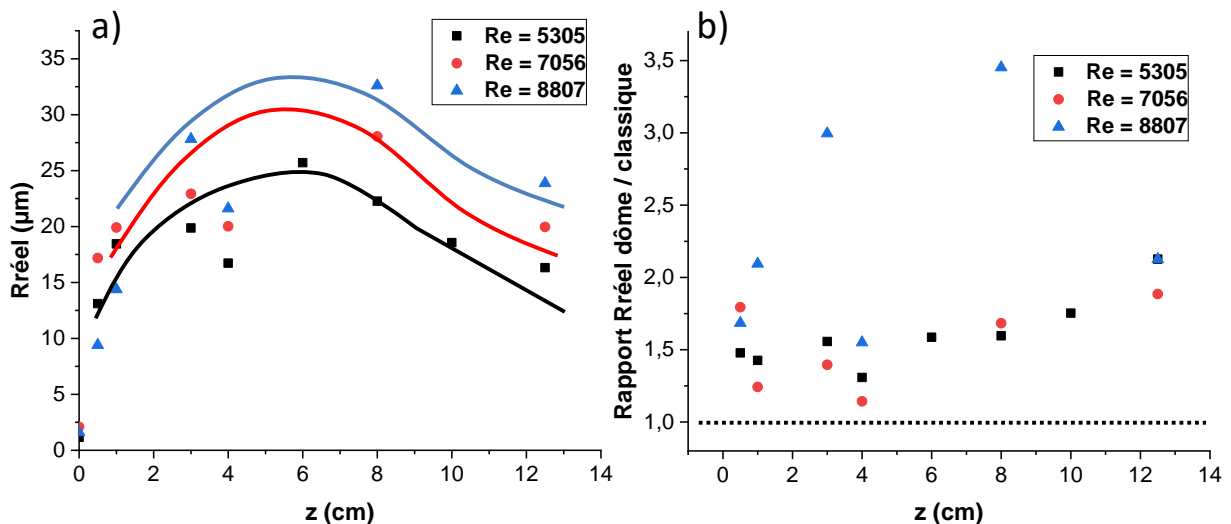 a)
Re = 5305
Re = 7056
Re = 8807
35
30
25
20
15
10
5
0
Rréel (µm)
0 2 4 6 8 10 12 14
z (cm)
b)
Re = 5305
Re = 7056
Re = 8807
3,5
3,0
2,5
2,0
1,5
1,0
Rapport Rréel dôme / classique
0 2 4 6 8 10 12 14
z (cm)